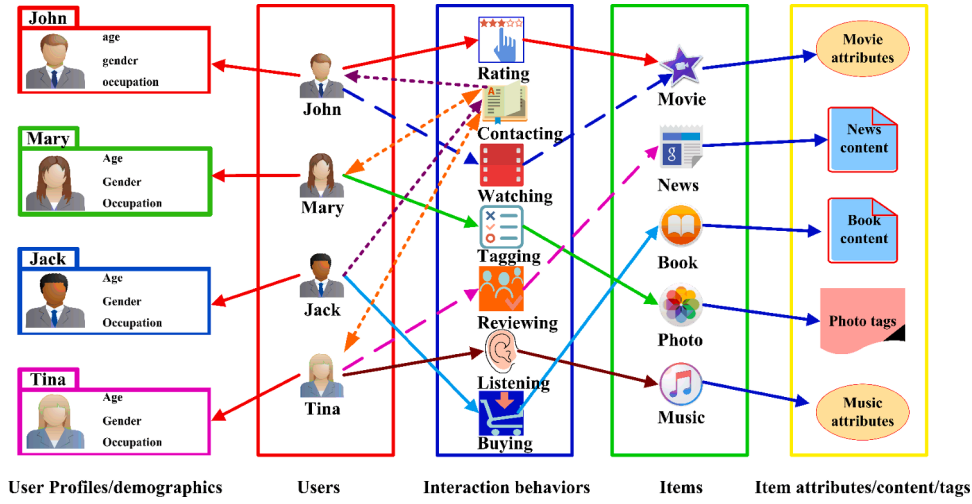 John
age
gender
occupation
Mary
Age
Gender
Occupation
Jack
Age
Gender
Occupation
Tina
Age
Gender
Occupation
User Profiles/demographics
John
Mary
Jack
Tina
Users
Rating
A
Contacting
Watching
Tagging
Reviewing
Listening
Buying
Interaction behaviors
Movie
g
News
Book
Photo
Music
Items
Movie
attributes
News
content
Book
content
Photo tags
Music
attributes
Item attributes/content/tags